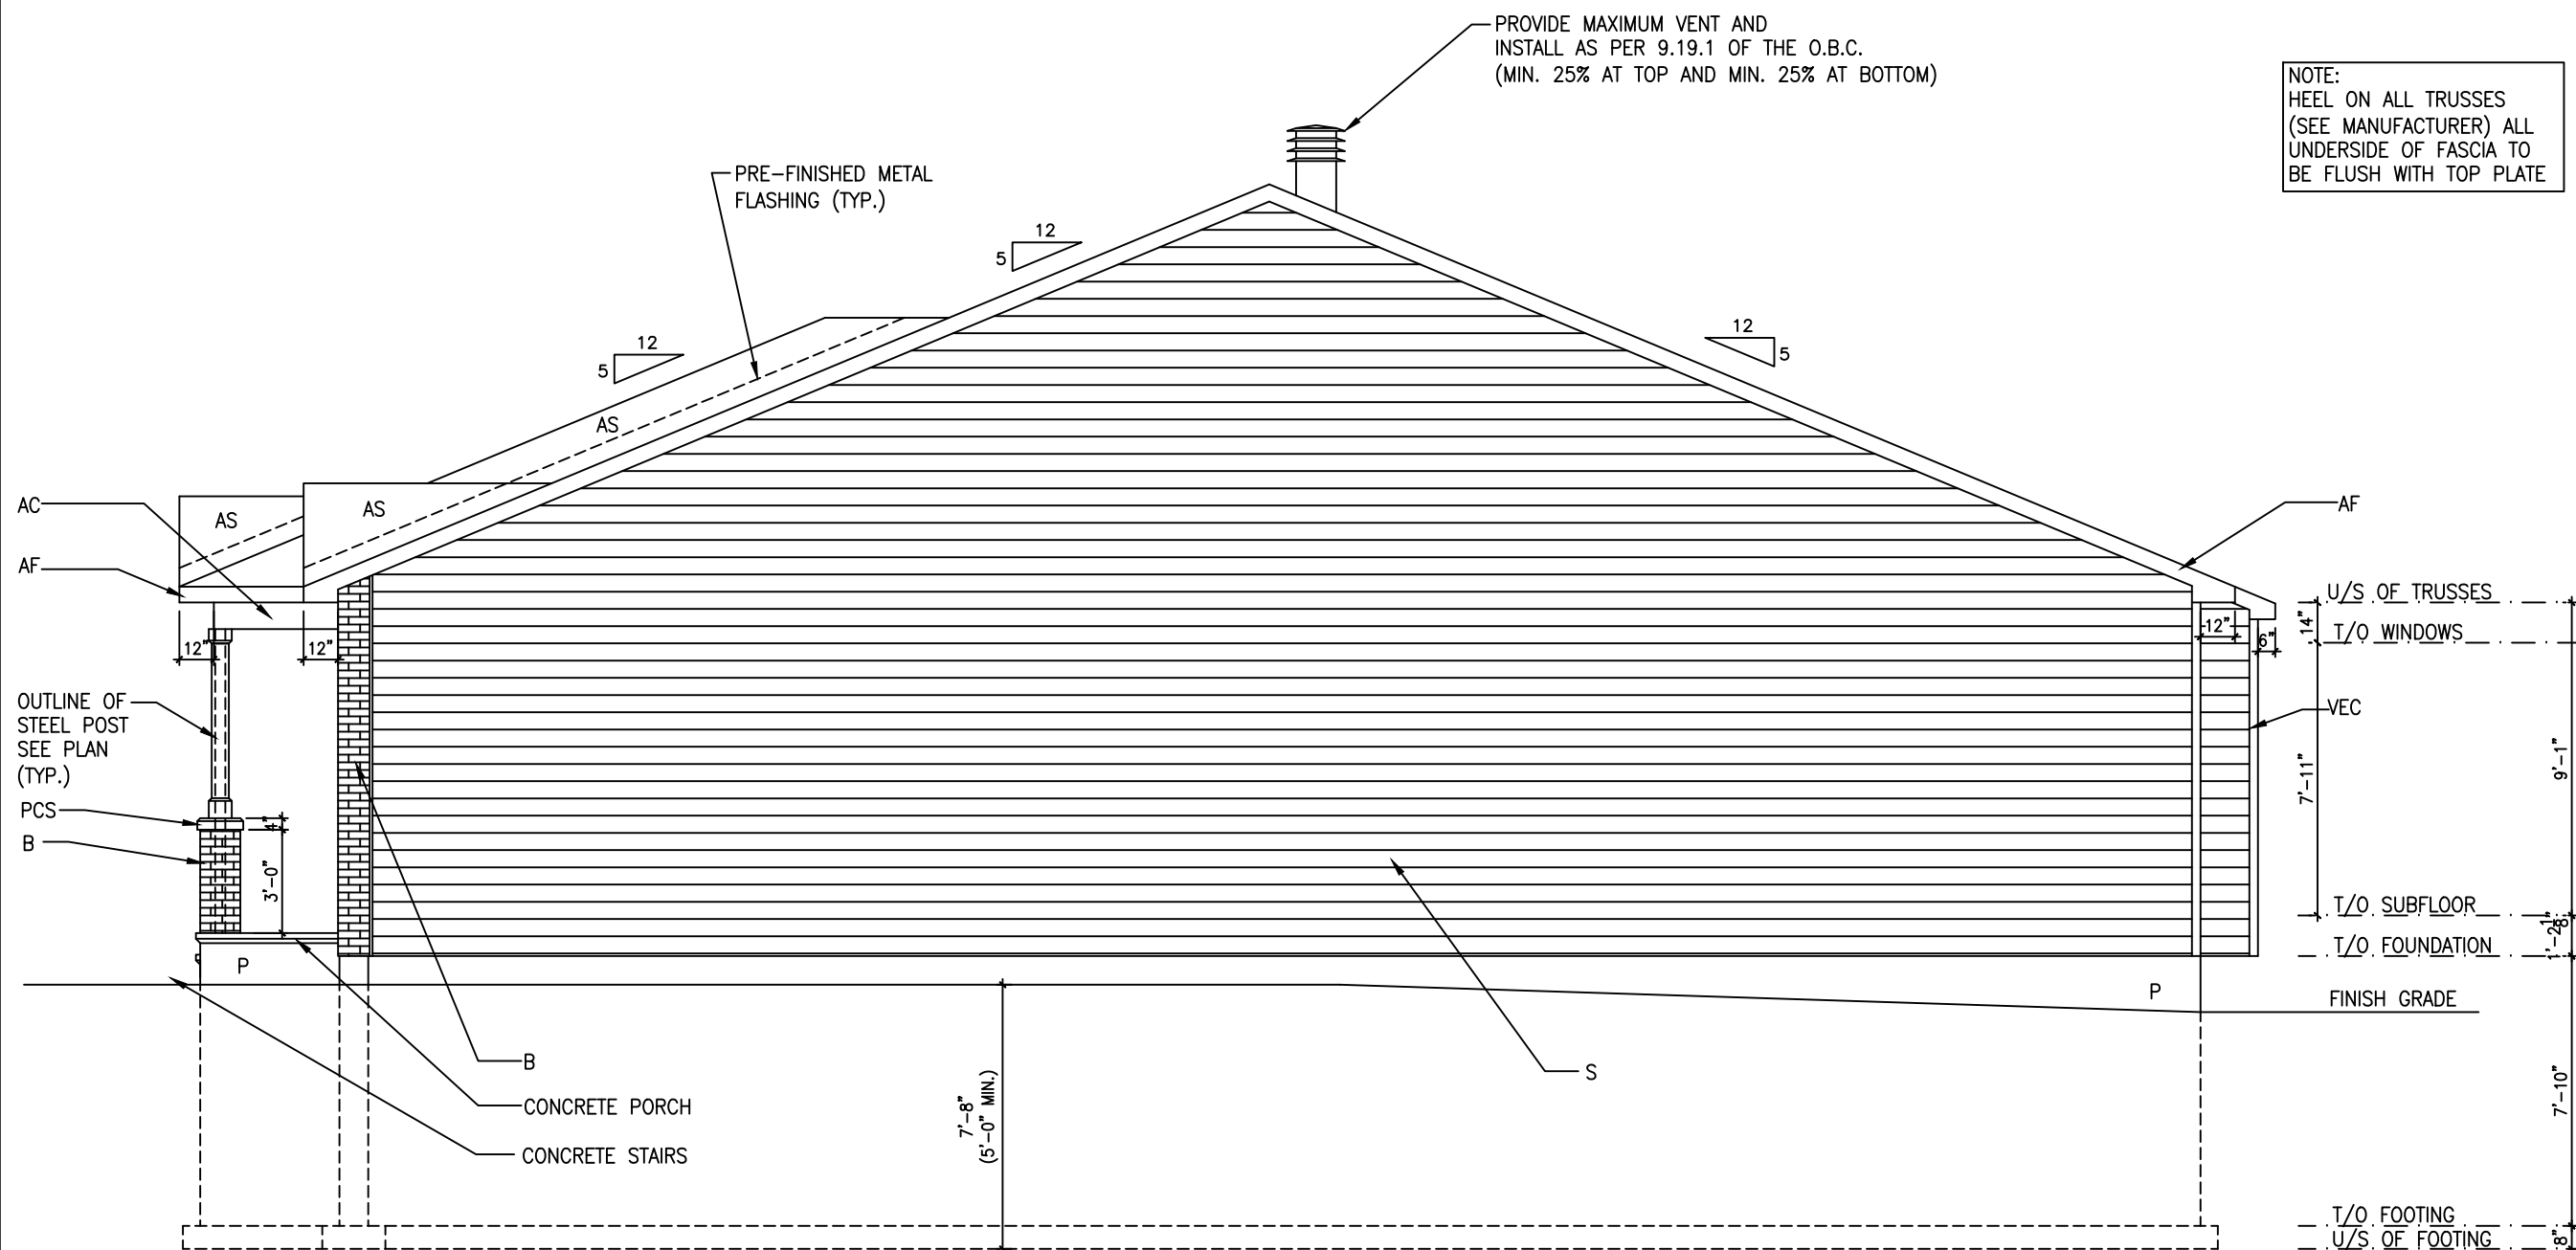 PROVIDE MAXIMUM VENT AND
INSTALL AS PER 9.19.1 OF THE O.B.C.
(MIN. 25% AT TOP AND MIN. 25% AT BOTTOM)
NOTE:
HEEL ON ALL TRUSSES
(SEE MANUFACTURER) ALL
UNDERSIDE OF FASCIA TO
BE FLUSH WITH TOP PLATE
PRE-FINISHED METAL
FLASHING (TYP.)
12
5
12
5
12
5
AS
AS
AS
AC
AF
AF
12"
12"
12"
6"
U/S OF TRUSSES
14"
T/O WINDOWS
OUTLINE OF
STEEL POST
SEE PLAN
(TYP.)
PCS
B
4"
3'-0"
VEC
7'-11"
9'-1"
T/O SUBFLOOR
1'-2 1/8"
T/O FOUNDATION
P
P
FINISH GRADE
B
S
CONCRETE PORCH
CONCRETE STAIRS
7'-8"
(5'-0" MIN.)
7'-10"
T/O FOOTING
U/S OF FOOTING
8"